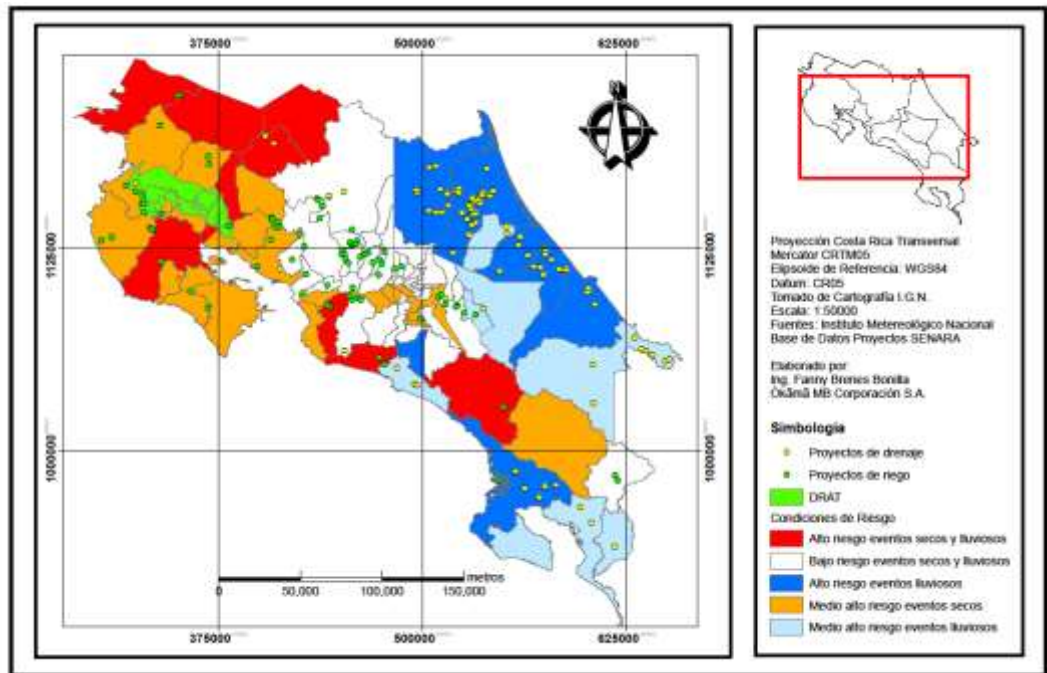 375000 500000 625000
N
1125000 1125000
1000000 1000000
metros
0 50,000 100,000 150,000
375000 500000 625000
Proyección Costa Rica Transversal
Mercator CRTM05
Elipsoide de Referencia: WGS84
Datum: CR05
Tomado de Cartografía I.G.N.
Escala: 1:50000
Fuentes: Instituto Metereológico Nacional
Base de Datos Proyectos SENARA
Elaborado por:
Ing. Fanny Brenes Bonilla
Ökãmã MB Corporación S.A.
Simbología
Proyectos de drenaje
Proyectos de riego
DRAT
Condiciones de Riesgo
Alto riesgo eventos secos y lluviosos
Bajo riesgo eventos secos y lluviosos
Alto riesgo eventos lluviosos
Medio alto riesgo eventos secos
Medio alto riesgo eventos lluviosos